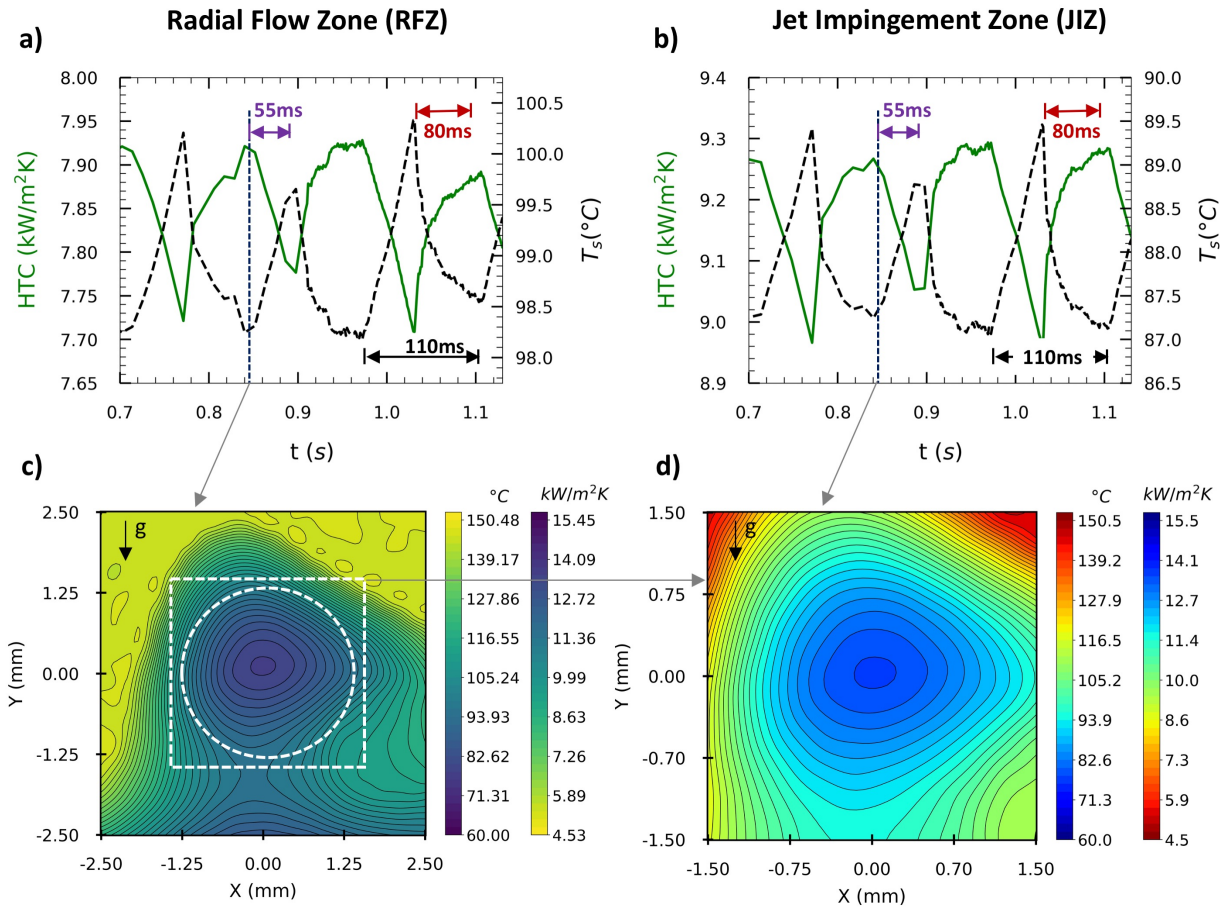 Radial Flow Zone (RFZ)
Jet Impingement Zone (JIZ)
a)
8.00
7.95
7.90
7.85
7.80
7.75
7.70
7.65
HTC (kW/m²K)
55ms
80ms
110ms
100.5
100.0
99.5
99.0
98.5
98.0
Tₛ(°C)
0.7 0.8 0.9 1.0 1.1
t (s)
b)
9.4
9.3
9.2
9.1
9.0
8.9
HTC (kW/m²K)
55ms
80ms
110ms
90.0
89.5
89.0
88.5
88.0
87.5
87.0
86.5
Tₛ(°C)
0.7 0.8 0.9 1.0 1.1
t (s)
c)
2.50
1.25
0.00
-1.25
-2.50
Y (mm)
g
-2.50 -1.25 0.00 1.25 2.50
X (mm)
°C
150.48
139.17
127.86
116.55
105.24
93.93
82.62
71.31
60.00
kW/m²K
15.45
14.09
12.72
11.36
9.99
8.63
7.26
5.89
4.53
d)
1.50
0.75
0.00
-0.70
-1.50
Y (mm)
g
-1.50 -0.75 0.00 0.70 1.50
X (mm)
°C
150.5
139.2
127.9
116.5
105.2
93.9
82.6
71.3
60.0
kW/m²K
15.5
14.1
12.7
11.4
10.0
8.6
7.3
5.9
4.5